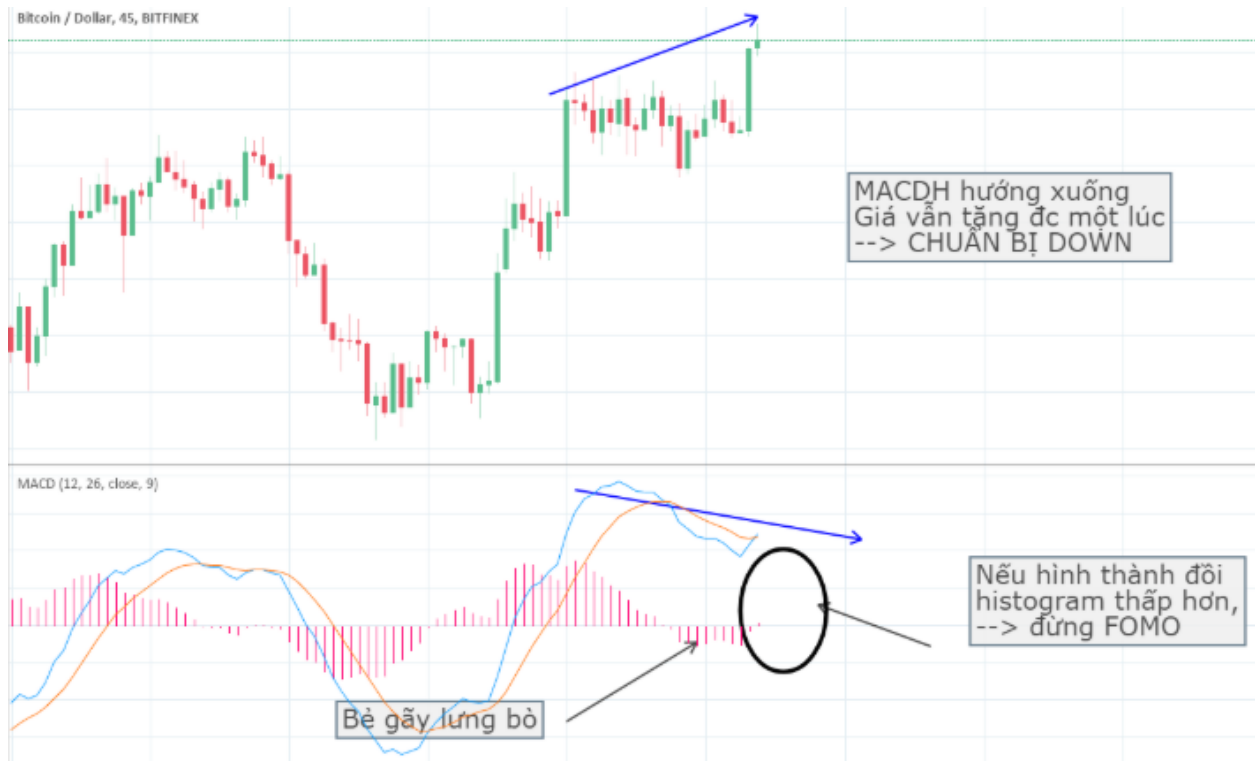 Bitcoin / Dollar, 45, BITFINEX
MACDH hướng xuống
Giá vẫn tăng đc một lúc
--> CHUẨN BỊ DOWN
MACD (12, 26, close, 9)
Nếu hình thành đồi
histogram thấp hơn,
--> đừng FOMO
Bẻ gãy lưng bò